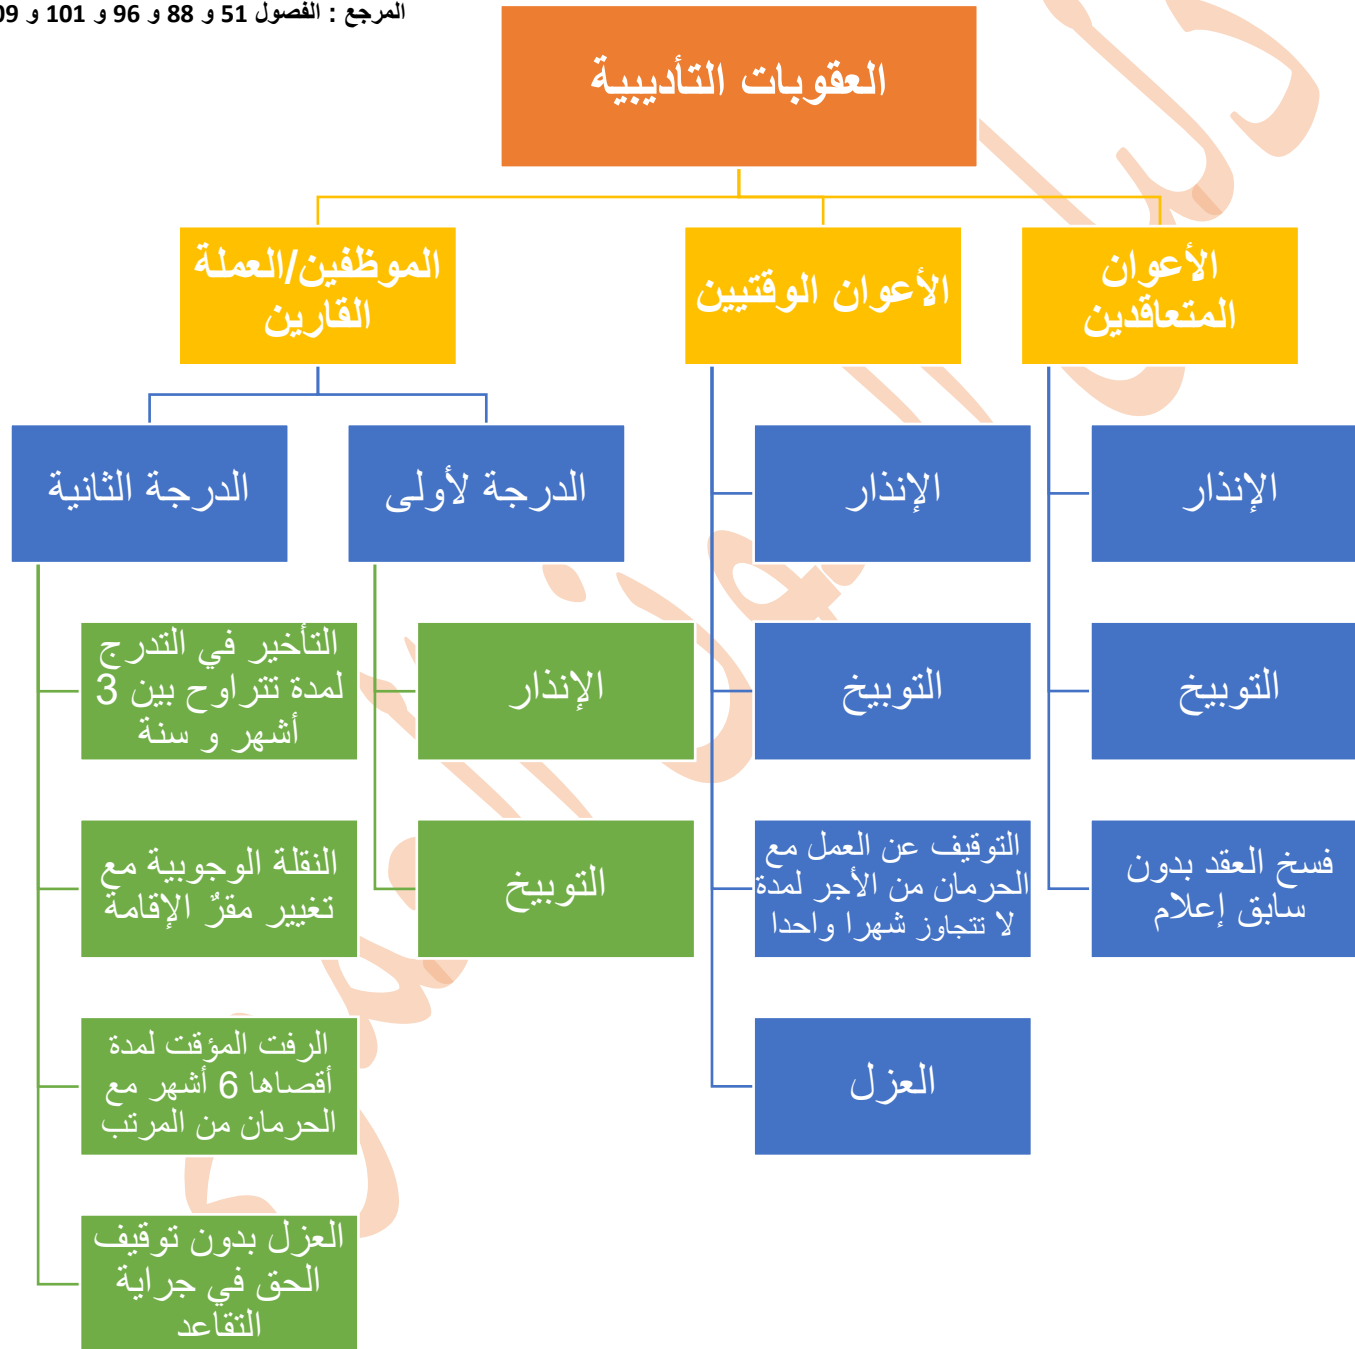 المرجع : الفصول 51 و 88 و 96 و 101 و 09
العقوبات التأديبية
الأعوان
المتعاقدين
الأعوان الوقتيين
الموظفين/العملة
القارين
الإنذار
التوبيخ
فسخ العقد بدون
سابق إعلام
الإنذار
التوبيخ
التوقيف عن العمل مع
الحرمان من الأجر لمدة
لا تتجاوز شهرا واحدا
العزل
الدرجة لأولى
الإنذار
التوبيخ
الدرجة الثانية
التأخير في التدرج
لمدة تتراوح بين 3
أشهر و سنة
النقلة الوجوبية مع
تغيير مقرّ الإقامة
الرفت المؤقت لمدة
أقصاها 6 أشهر مع
الحرمان من المرتب
العزل بدون توقيف
الحق في جراية
التقاعد